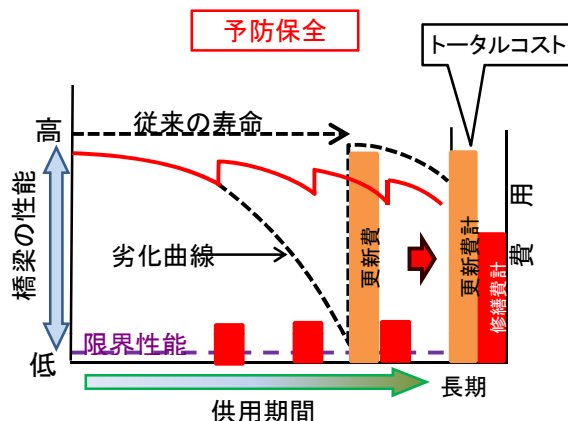 予防保全
トータルコスト
高
従来の寿命
橋梁の性能
劣化曲線
更新費
更新費計
修繕費計
費用
限界性能
低
供用期間
長期